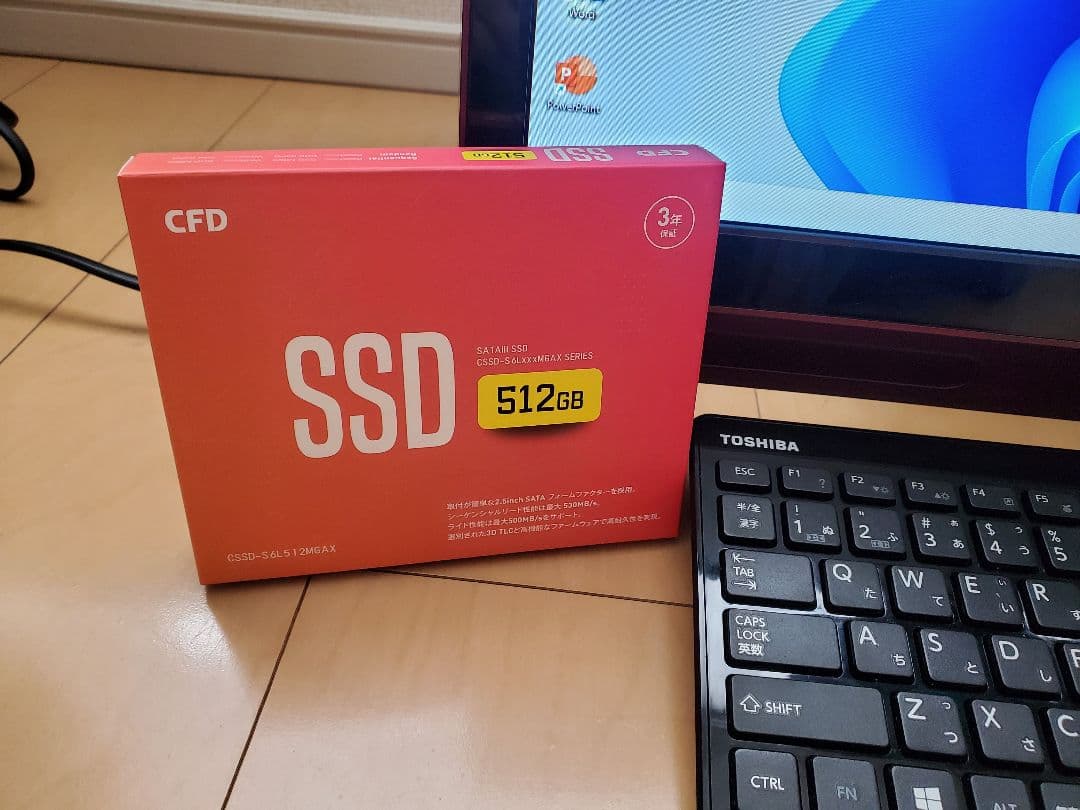 Word
PowerPoint
512GB SSD CFD
CFD
3年
保証
SSD
SATAIII SSD
CSSD-S6LxxxMGAX SERIES
512GB
取付が簡単な2.5inch SATA フォームファクターを採用。
シーケンシャルリード性能は最大 530MB/s、
ライト性能は最大500MB/sをサポート。
選別された3D TLCと高機能なファームウェアで高耐久性を実現。
CSSD-S6L512MGAX
TOSHIBA
ESC F1 ? F2 F3 F4 F5
半/全 漢字 ! 1 ぬ " 2 ふ # 3 ぁ あ $ 4 ぅ う % 5
TAB Q た W て E ぃ い R す
CAPS LOCK 英数 A ち S と D し F
SHIFT Z っ つ X さ C
CTRL FN ALT